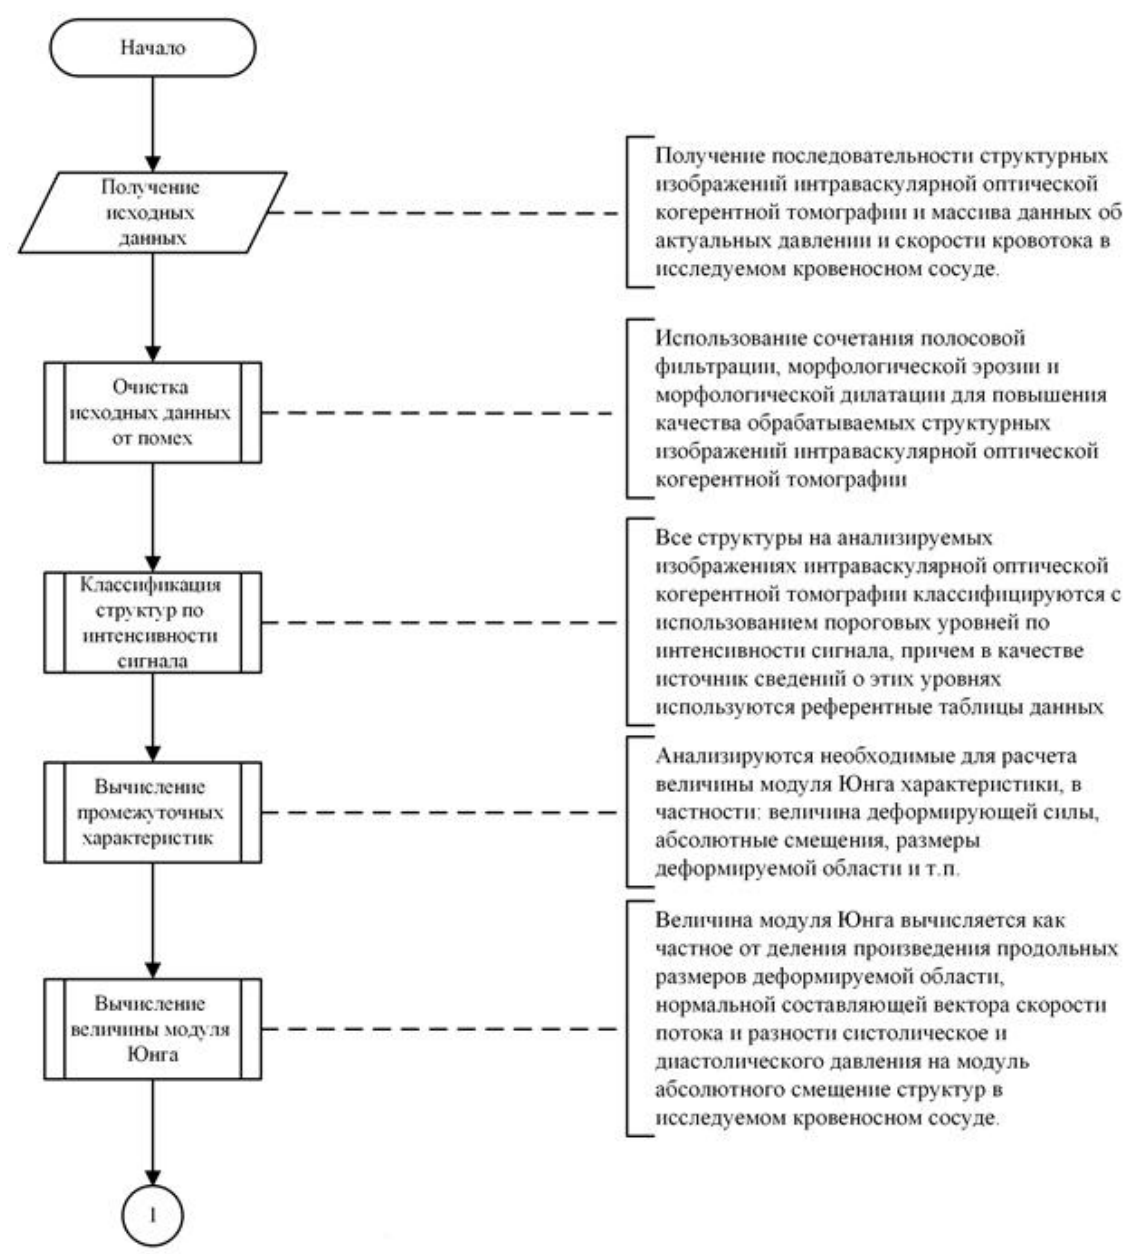 Начало
Получение
исходных
данных
Получение последовательности структурных
изображений интраваскулярной оптической
когерентной томографии и массива данных об
актуальных давлении и скорости кровотока в
исследуемом кровеносном сосуде.
Очистка
исходных данных
от помех
Использование сочетания полосовой
фильтрации, морфологической эрозии и
морфологической дилатации для повышения
качества обрабатываемых структурных
изображений интраваскулярной оптической
когерентной томографии
Классификация
структур по
интенсивности
сигнала
Все структуры на анализируемых
изображениях интраваскулярной оптической
когерентной томографии классифицируются с
использованием пороговых уровней по
интенсивности сигнала, причем в качестве
источник сведений о этих уровнях
используются референтные таблицы данных
Вычисление
промежуточных
характеристик
Анализируются необходимые для расчета
величины модуля Юнга характеристики, в
частности: величина деформирующей силы,
абсолютные смещения, размеры
деформируемой области и т.п.
Вычисление
величины модуля
Юнга
Величина модуля Юнга вычисляется как
частное от деления произведения продольных
размеров деформируемой области,
нормальной составляющей вектора скорости
потока и разности систолическое и
диастолического давления на модуль
абсолютного смещение структур в
исследуемом кровеносном сосуде.
1